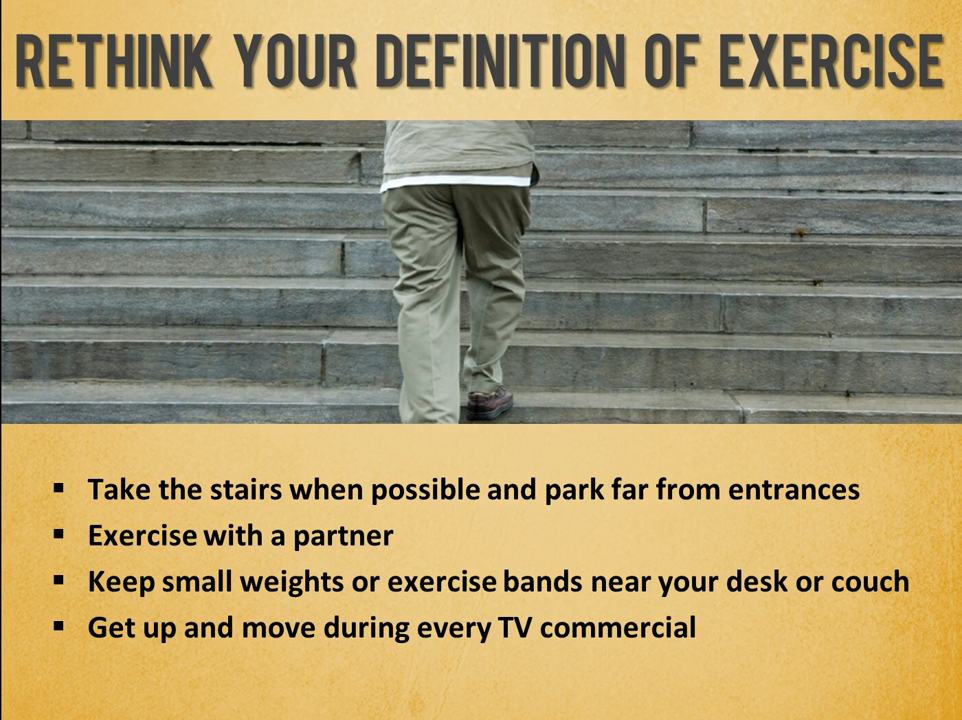 RETHINK YOUR DEFINITION OF EXERCISE
▪ Take the stairs when possible and park far from entrances
▪ Exercise with a partner
▪ Keep small weights or exercise bands near your desk or couch
▪ Get up and move during every TV commercial